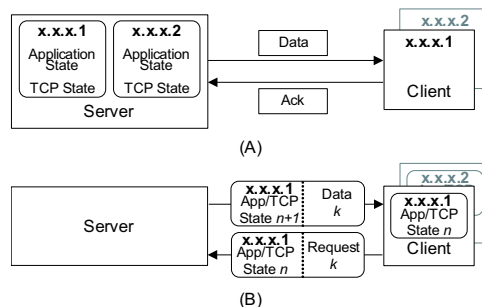 x.x.x.1
Application
State
TCP State
x.x.x.2
Application
State
TCP State
Server
Data
Ack
x.x.x.2
x.x.x.1
Client
(A)
Server
x.x.x.1
App/TCP
State n+1
Data
k
x.x.x.1
App/TCP
State n
Request
k
x.x.x.2
x.x.x.1
App/TCP
State n
Client
(B)